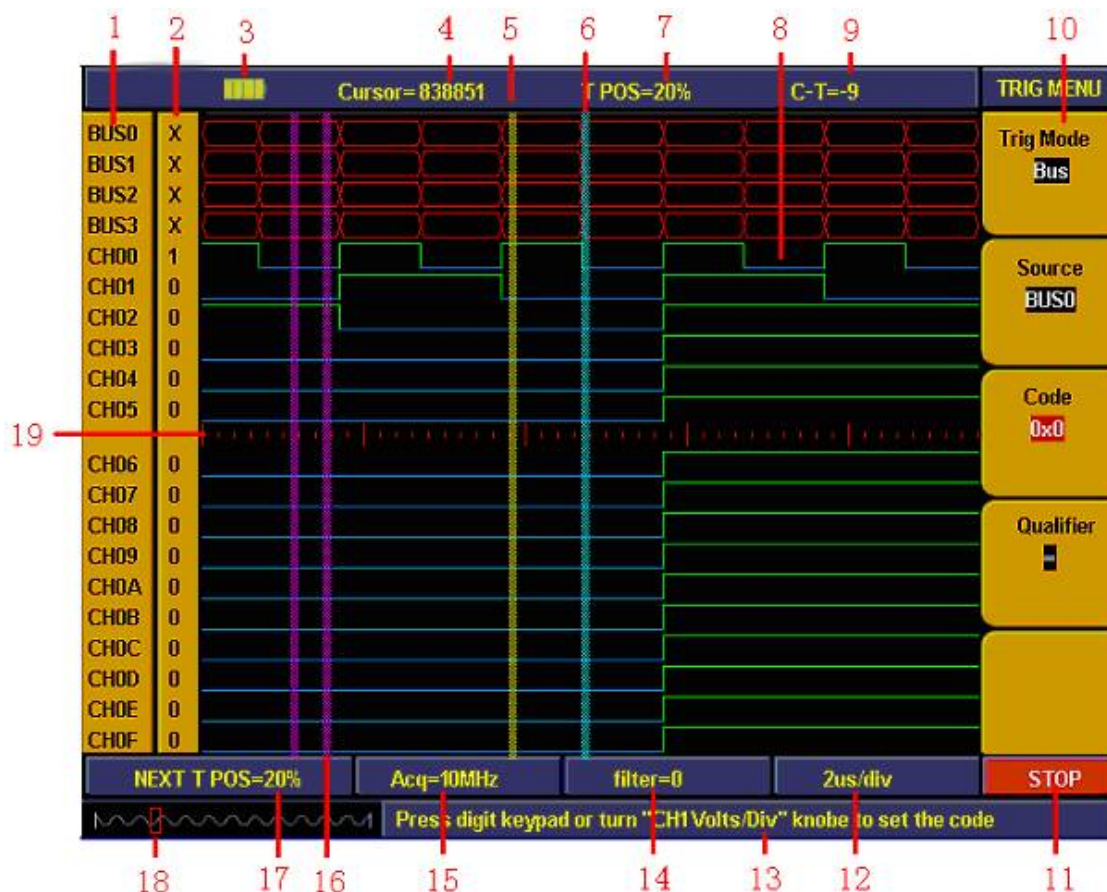 1 2 3 4 5 6 7 8 9 10
Cursor=838851 T POS=20% C-T=-9 TRIG MENU
BUS0 X
BUS1 X
BUS2 X
BUS3 X
CH00 1
CH01 0
CH02 0
CH03 0
CH04 0
CH05 0
19
CH06 0
CH07 0
CH08 0
CH09 0
CH0A 0
CH0B 0
CH0C 0
CH0D 0
CH0E 0
CH0F 0
Trig Mode
Bus
Source
BUS0
Code
0x0
Qualifier
=
NEXT T POS=20% Acq=10MHz filter=0 2us/div STOP
Press digit keypad or turn "CH1 Volts/Div" knobe to set the code
18 17 16 15 14 13 12 11